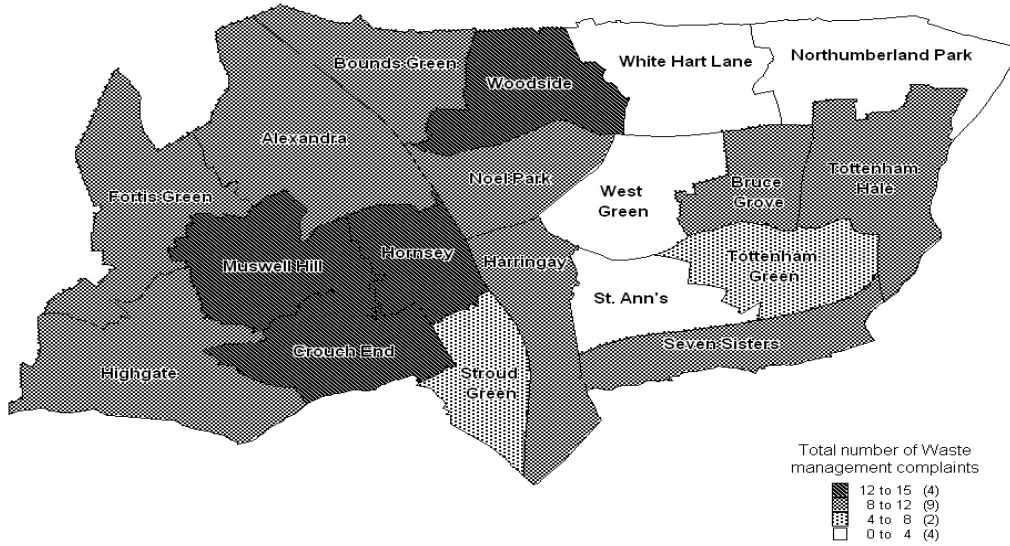 Bounds Green
Woodside
White Hart Lane
Northumberland Park
Alexandra
Noel Park
Fortis Green
West
Green
Bruce
Grove
Tottenham
Hale
Muswell Hill
Hornsey
Harringay
Tottenham
Green
St. Ann's
Highgate
Crouch End
Stroud
Green
Seven Sisters
Total number of Waste
management complaints
12 to 15 (4)
8 to 12 (9)
4 to 8 (2)
0 to 4 (4)